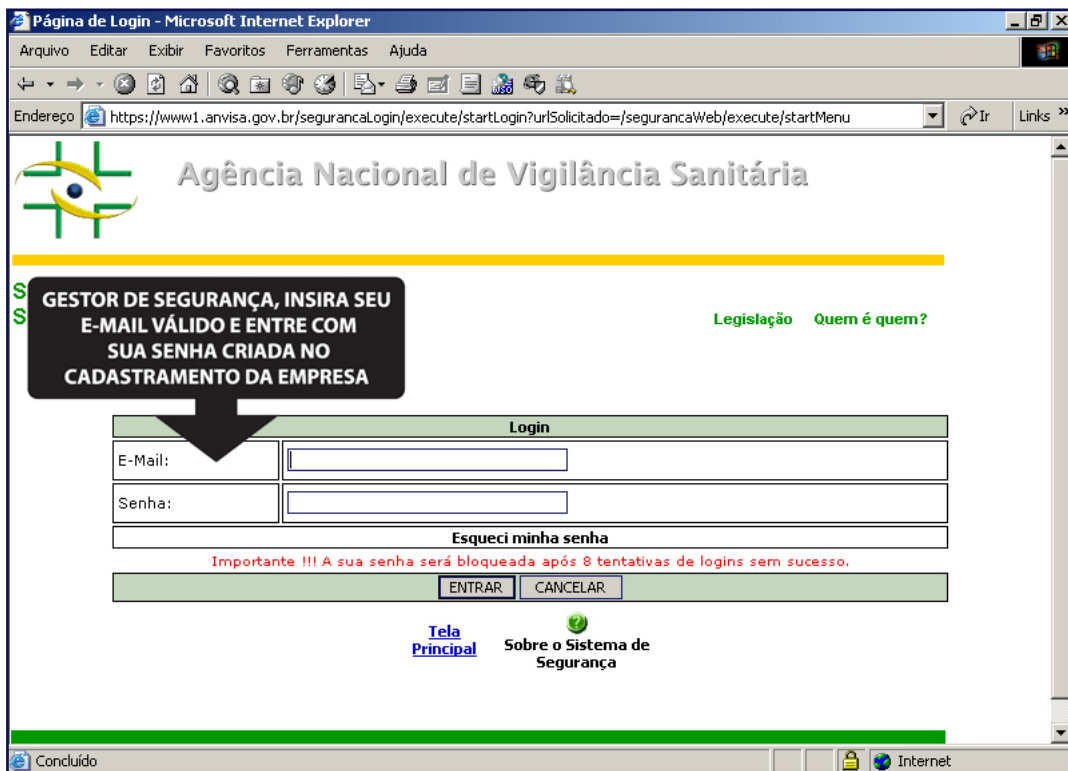 Página de Login - Microsoft Internet Explorer
Arquivo Editar Exibir Favoritos Ferramentas Ajuda
Endereço https://www1.anvisa.gov.br/segurancaLogin/execute/startLogin?urlSolicitado=/segurancaWeb/execute/startMenu Ir Links »
Agência Nacional de Vigilância Sanitária
S
S
GESTOR DE SEGURANÇA, INSIRA SEU
E-MAIL VÁLIDO E ENTRE COM
SUA SENHA CRIADA NO
CADASTRAMENTO DA EMPRESA
Legislação Quem é quem?
Login
E-Mail:
Senha:
Esqueci minha senha
Importante !!! A sua senha será bloqueada após 8 tentativas de logins sem sucesso.
ENTRAR CANCELAR
Tela
Principal
Sobre o Sistema de
Segurança
Concluído Internet